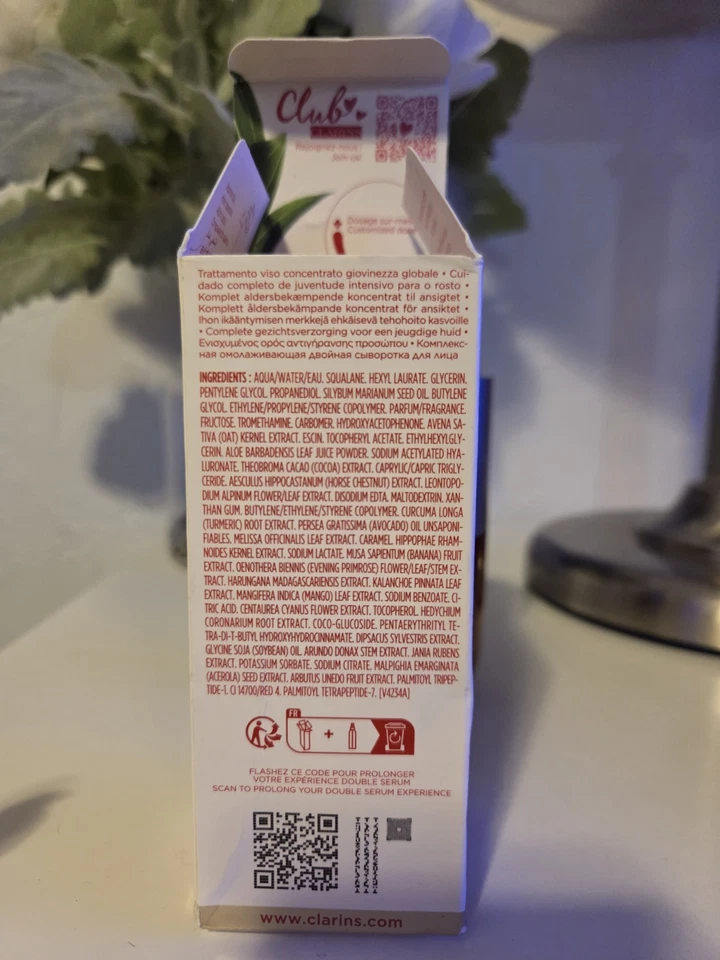 Club
CLARINS
Rejoignez-nous !
Join us!
Dosage sur-mes
Customized dosa
Trattamento viso concentrato giovinezza globale • Cui-
dado completo de juventude intensivo para o rosto •
Komplet aldersbekæmpende koncentrat til ansigtet •
Komplett åldersbekämpande koncentrat för ansiktet •
Ihon ikääntymisen merkkejä ehkäisevä tehohoito kasvoille
• Complete gezichtsverzorging voor een jeugdige huid •
Ενισχυμένος ορός αντιγήρανσης προσώπου • Комплекс-
ная омолаживающая двойная сыворотка для лица
INGREDIENTS : AQUA/WATER/EAU. SQUALANE. HEXYL LAURATE. GLYCERIN.
PENTYLENE GLYCOL. PROPANEDIOL. SILYBUM MARIANUM SEED OIL. BUTYLENE
GLYCOL. ETHYLENE/PROPYLENE/STYRENE COPOLYMER. PARFUM/FRAGRANCE.
FRUCTOSE. TROMETHAMINE. CARBOMER. HYDROXYACETOPHENONE. AVENA SA-
TIVA (OAT) KERNEL EXTRACT. ESCIN. TOCOPHERYL ACETATE. ETHYLHEXYLGLY-
CERIN. ALOE BARBADENSIS LEAF JUICE POWDER. SODIUM ACETYLATED HYA-
LURONATE. THEOBROMA CACAO (COCOA) EXTRACT. CAPRYLIC/CAPRIC TRIGLY-
CERIDE. AESCULUS HIPPOCASTANUM (HORSE CHESTNUT) EXTRACT. LEONTOPO-
DIUM ALPINUM FLOWER/LEAF EXTRACT. DISODIUM EDTA. MALTODEXTRIN. XAN-
THAN GUM. BUTYLENE/ETHYLENE/STYRENE COPOLYMER. CURCUMA LONGA
(TURMERIC) ROOT EXTRACT. PERSEA GRATISSIMA (AVOCADO) OIL UNSAPONI-
FIABLES. MELISSA OFFICINALIS LEAF EXTRACT. CARAMEL. HIPPOPHAE RHAM-
NOIDES KERNEL EXTRACT. SODIUM LACTATE. MUSA SAPIENTUM (BANANA) FRUIT
EXTRACT. OENOTHERA BIENNIS (EVENING PRIMROSE) FLOWER/LEAF/STEM EX-
TRACT. HARUNGANA MADAGASCARIENSIS EXTRACT. KALANCHOE PINNATA LEAF
EXTRACT. MANGIFERA INDICA (MANGO) LEAF EXTRACT. SODIUM BENZOATE. CI-
TRIC ACID. CENTAUREA CYANUS FLOWER EXTRACT. TOCOPHEROL. HEDYCHIUM
CORONARIUM ROOT EXTRACT. COCO-GLUCOSIDE. PENTAERYTHRITYL TE-
TRA-DI-T-BUTYL HYDROXYHYDROCINNAMATE. DIPSACUS SYLVESTRIS EXTRACT.
GLYCINE SOJA (SOYBEAN) OIL. ARUNDO DONAX STEM EXTRACT. JANIA RUBENS
EXTRACT. POTASSIUM SORBATE. SODIUM CITRATE. MALPIGHIA EMARGINATA
(ACEROLA) SEED EXTRACT. ARBUTUS UNEDO FRUIT EXTRACT. PALMITOYL TRIPEP-
TIDE-1. CI 14700/RED 4. PALMITOYL TETRAPEPTIDE-7. [V4234A]
FR
+
FLASHEZ CE CODE POUR PROLONGER
VOTRE EXPÉRIENCE DOUBLE SERUM
SCAN TO PROLONG YOUR DOUBLE SERUM EXPERIENCE
www.clarins.com